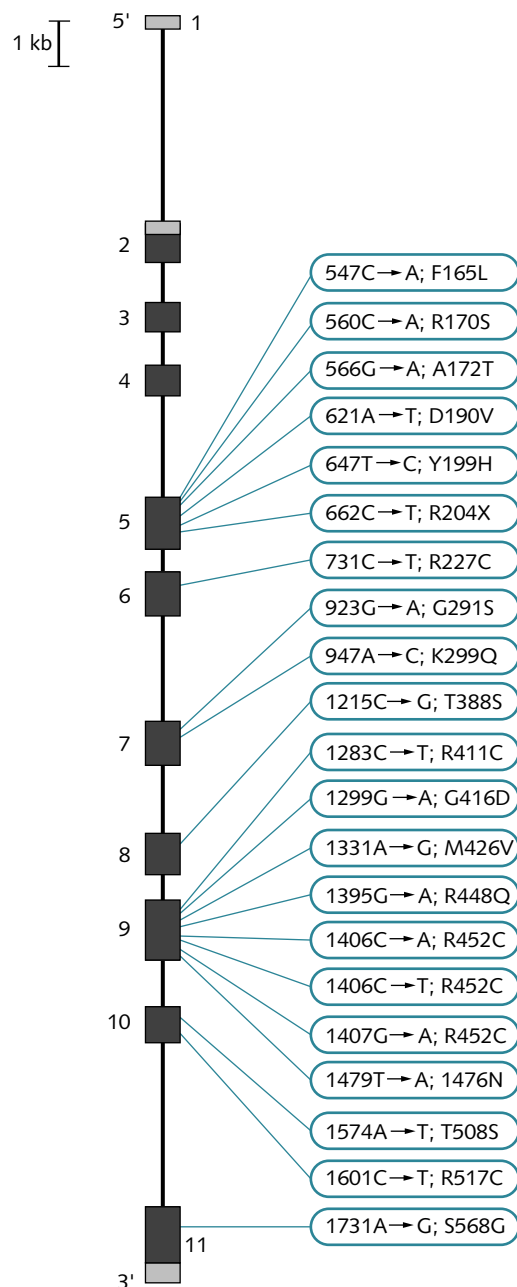 5' 1
1 kb
2
547C→A; F165L
3
560C→A; R170S
4
566G→A; A172T
621A→T; D190V
647T→C; Y199H
5
662C→T; R204X
731C→T; R227C
6
923G→A; G291S
947A→C; K299Q
1215C→G; T388S
7
1283C→T; R411C
1299G→A; G416D
8
1331A→G; M426V
1395G→A; R448Q
9
1406C→A; R452C
1406C→T; R452C
10
1407G→A; R452C
1479T→A; 1476N
1574A→T; T508S
1601C→T; R517C
1731A→G; S568G
11
3'